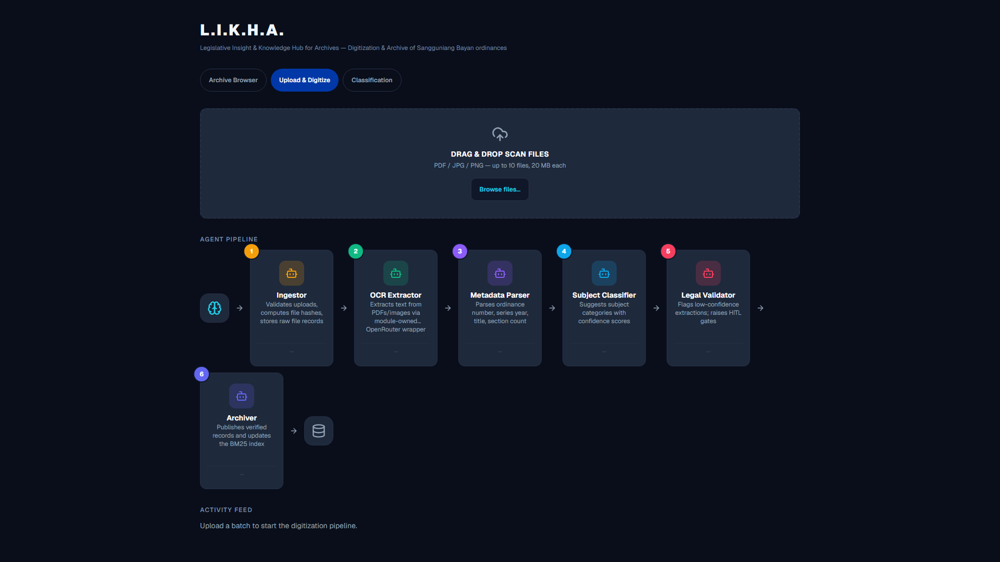 L.I.K.H.A.
Legislative Insight & Knowledge Hub for Archives — Digitization & Archive of Sangguniang Bayan ordinances
Archive Browser
Upload & Digitize
Classification
DRAG & DROP SCAN FILES
PDF / JPG / PNG — up to 10 files, 20 MB each
Browse files...
AGENT PIPELINE
1
Ingestor
Validates uploads,
computes file hashes,
stores raw file records
—
2
OCR Extractor
Extracts text from
PDFs/images via
module-owned…
OpenRouter wrapper
—
3
Metadata Parser
Parses ordinance
number, series year,
title, section count
—
4
Subject Classifier
Suggests subject
categories with
confidence scores
—
5
Legal Validator
Flags low-confidence
extractions; raises HITL
gates
—
6
Archiver
Publishes verified
records and updates
the BM25 index
—
ACTIVITY FEED
Upload a batch to start the digitization pipeline.